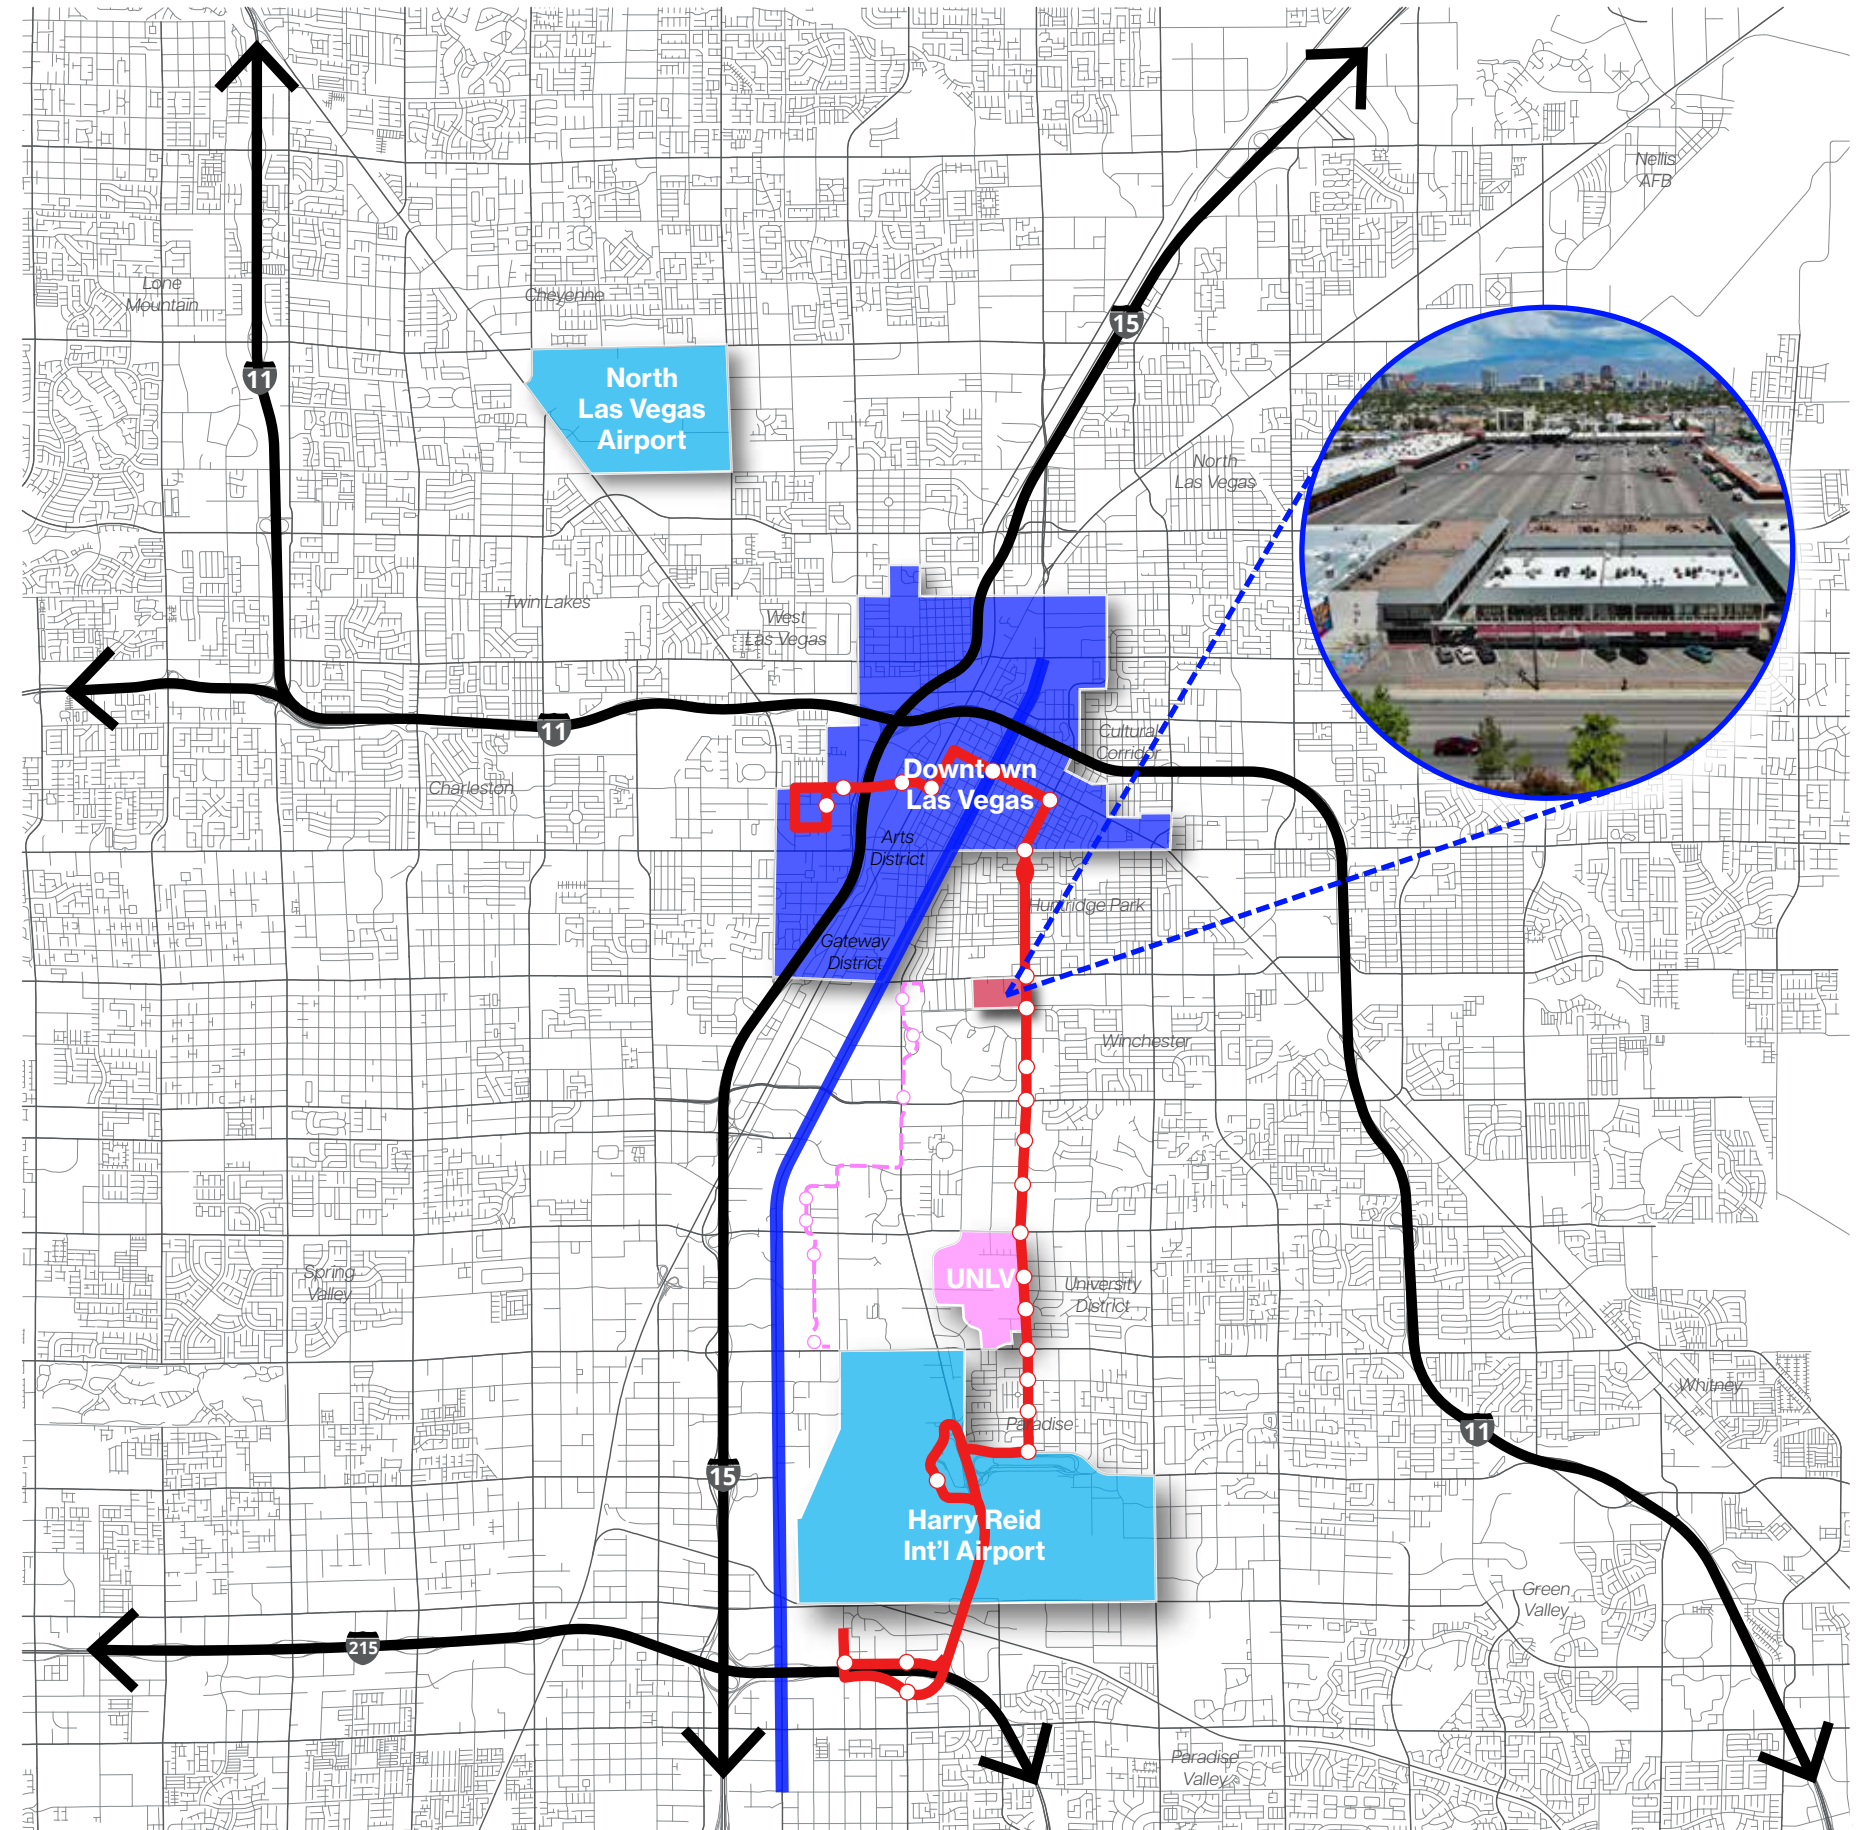 Nellis
AFB
Lone
Mountain
Cheyenne
15
11
North
Las Vegas
Airport
North
Las Vegas
Twin Lakes
West
Las Vegas
11
Cultural
Corridor
Downtown
Las Vegas
Charleston
Arts
District
Huntridge Park
Gateway
District
Winchester
Spring
Valley
UNLV
University
District
Whitney
Paradise
11
15
Harry Reid
Int'l Airport
Green
Valley
215
Paradise
Valley